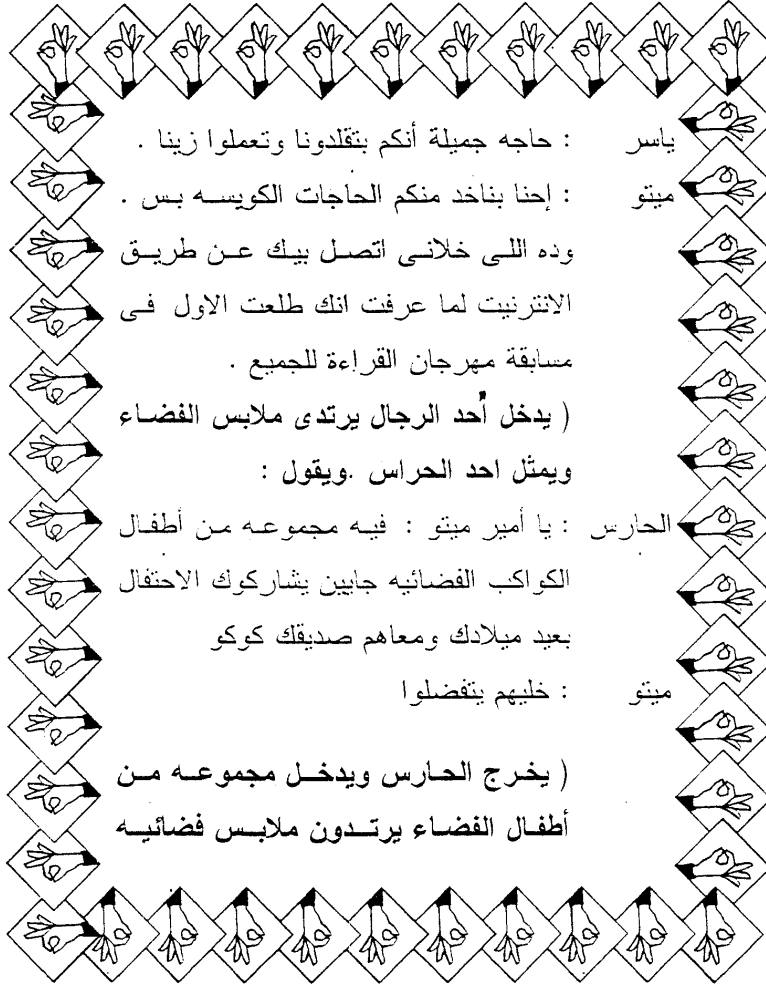 ياسر : حاجه جميلة أنكم بتقلدونا وتعملوا زينا .
ميتو : إحنا بناخد منكم الحاجات الكويسه بس .
وده اللى خلانى اتصل بيك عن طريق
الانترنيت لما عرفت انك طلعت الاول فى
مسابقة مهرجان القراءة للجميع .
( يدخل أحد الرجال يرتدى ملابس الفضاء
ويمثل احد الحراس .ويقول :
الحارس : يا أمير ميتو : فيه مجموعه من أطفال
الكواكب الفضائيه جايين يشاركوك الاحتفال
بعيد ميلادك ومعاهم صديقك كوكو
ميتو : خليهم يتفضلوا
( يخرج الحارس ويدخل مجموعه من
أطفال الفضاء يرتدون ملابس فضائيه